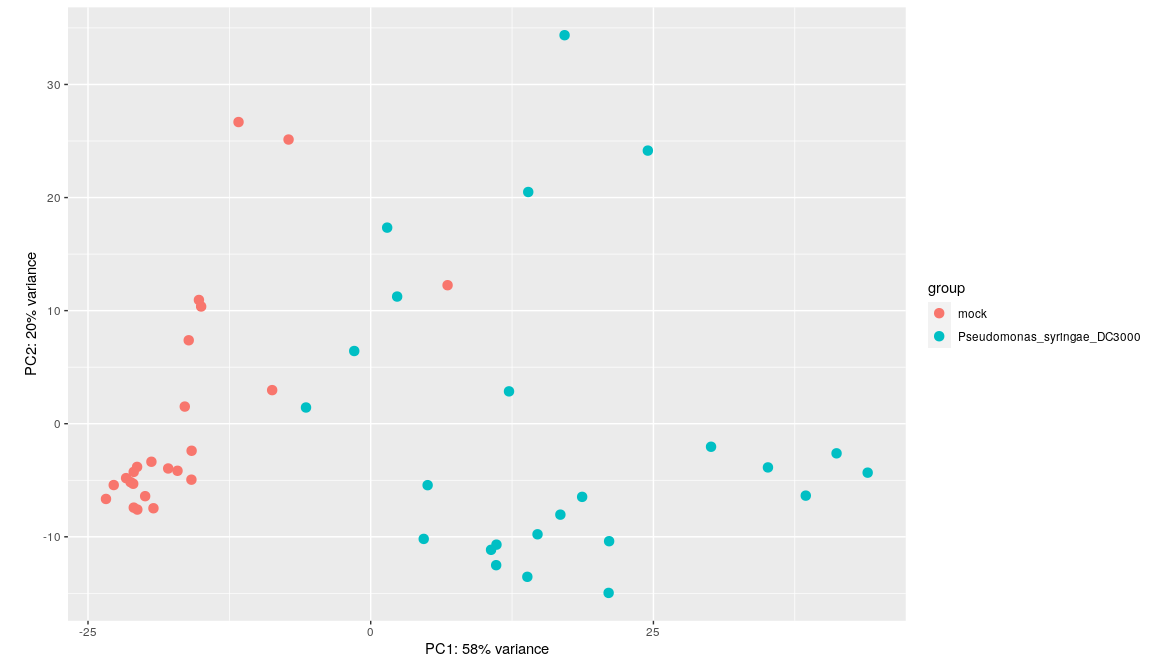 30
20
10
0
-10
-25
0
25
PC1: 58% variance
PC2: 20% variance
group
mock
Pseudomonas_syringae_DC3000